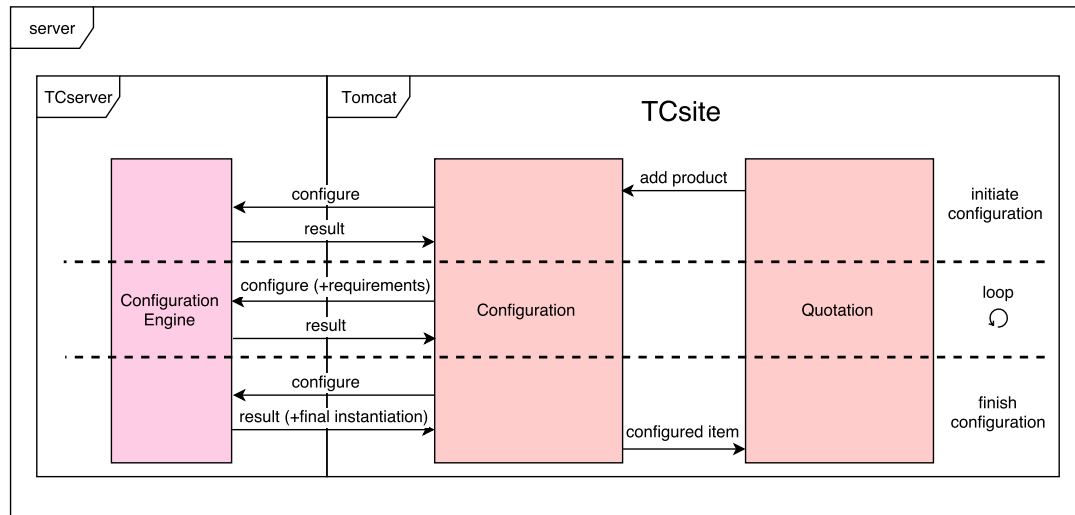 server
TCserver
Tomcat
TCsite
add product
configure
initiate
configuration
result
configure (+requirements)
Configuration
Engine
Configuration
Quotation
loop
result
configure
finish
configuration
result (+final instantiation)
configured item